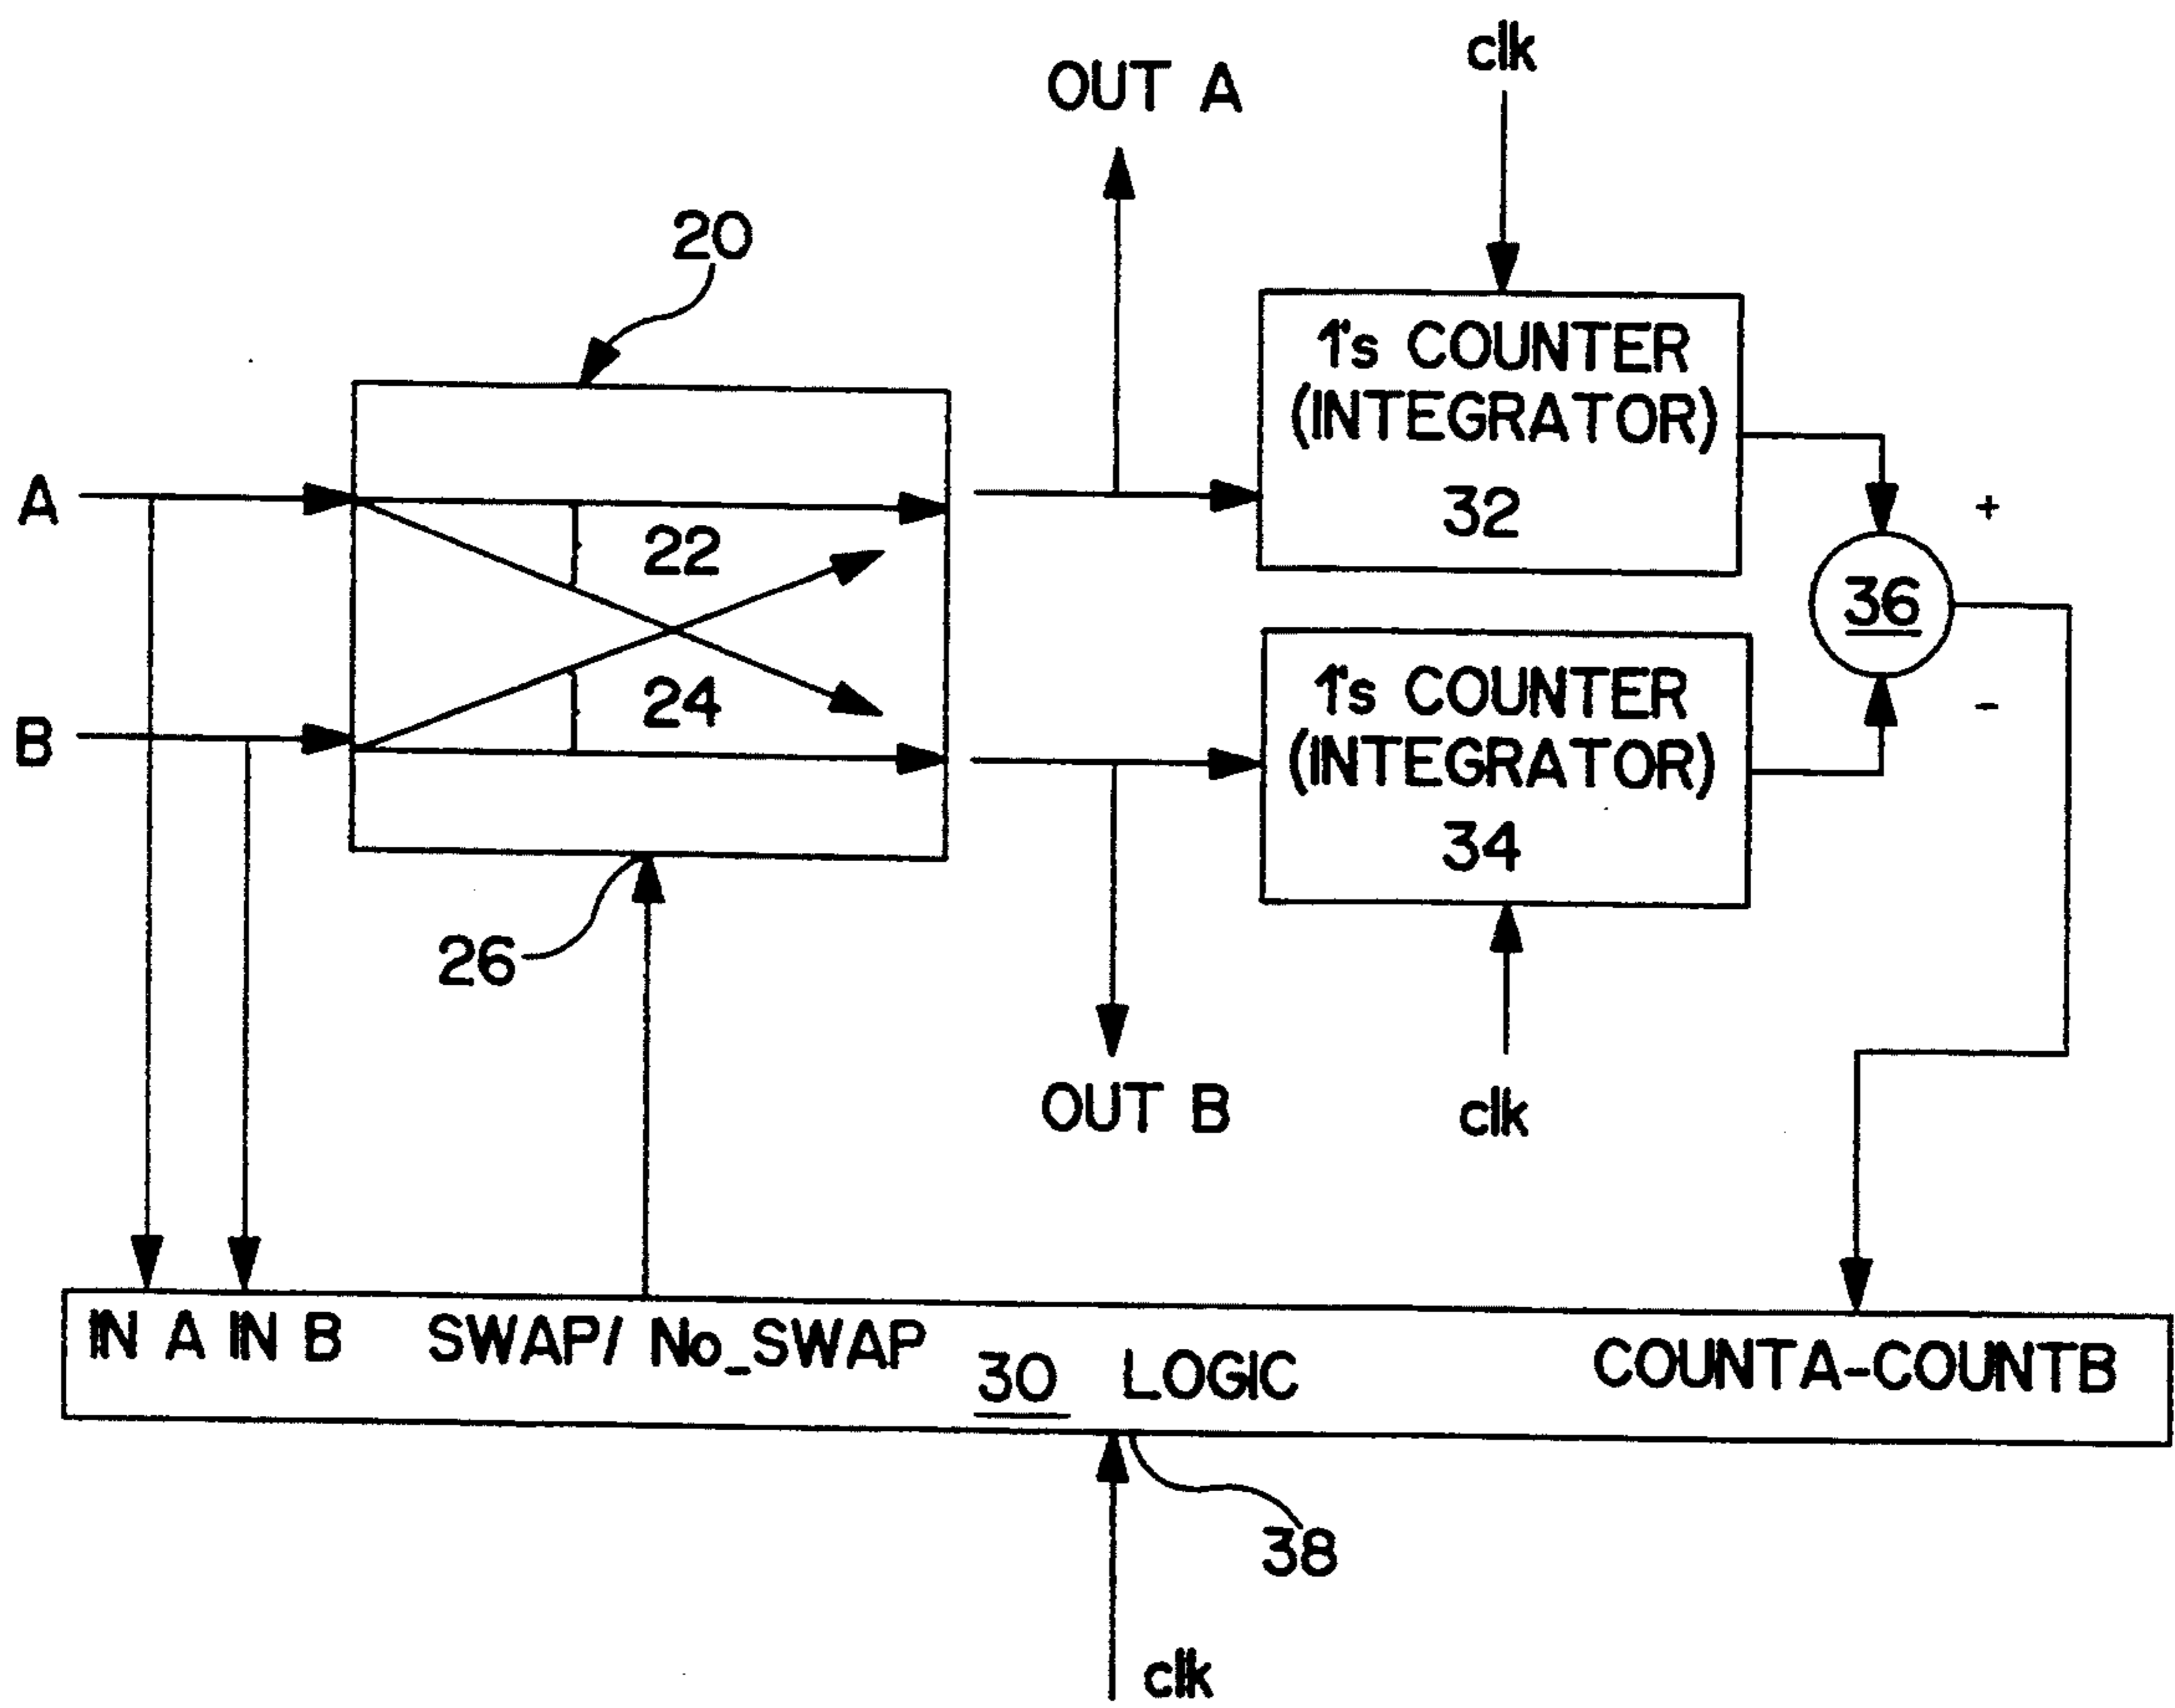 clk
OUT A
20
1's COUNTER
(INTEGRATOR)
32
A
22
+
36
24
1's COUNTER
(INTEGRATOR)
34
B
-
26
OUT B
clk
IN A IN B SWAP/ No_SWAP 30 LOGIC COUNTA-COUNTB
38
clk